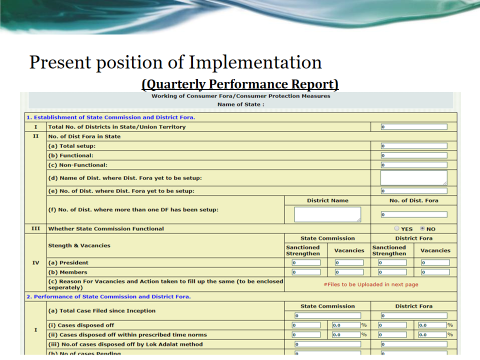 Present position of Implementation
(Quarterly Performance Report)
Working of Consumer Fora/Consumer Protection Measures
Name of State :
1. Establishment of State Commission and District Fora.
I Total No. of Districts in State/Union Territory 0
II No. of Dist Fora in State
(a) Total setup: 0
(b) Functional: 0
(c) Non-Functional: 0
(d) Name of Dist. where Dist. Fora yet to be setup:
(e) No. of Dist. where Dist. Fora yet to be setup: 0
District Name No. of Dist. Fora
(f) No. of Dist. where more than one DF has been setup: 0
III Whether State Commission Functional YES NO
State Commission District Fora
Stength & Vacancies Sanctioned Strengthen Vacancies Sanctioned Strengthen Vacancies
IV (a) President 0 0 0 0
(b) Members 0 0 0 0
(c) Reason For Vacancies and Action taken to fill up the same (to be enclosed seperately) *Files to be Uploaded in next page
2. Performance of State Commission and District Fora.
State Commission District Fora
I (a) Total Case Filed since Inception 0 0
(i) Cases disposed off 0 0.0 % 0 0.0 %
(ii) Cases disposed off within prescribed time norms 0 0.0 % 0 0.0 %
(iii) No.of cases disposed off by Lok Adalat method 0 0.0 % 0 0.0 %
(b) No of cases Pending